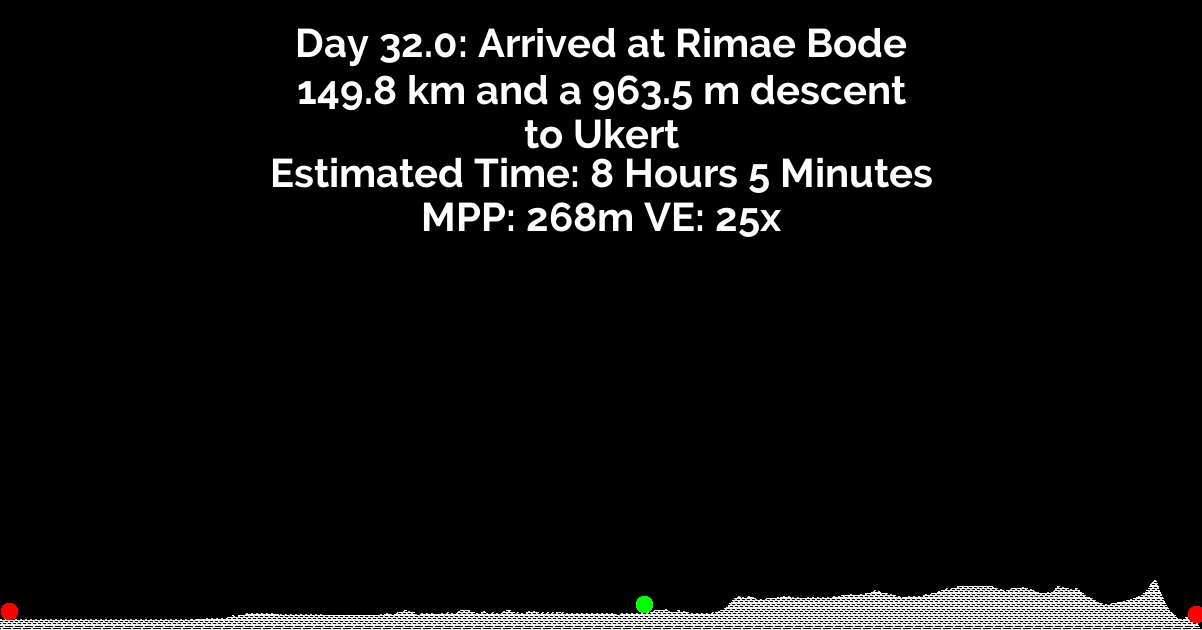 Day 32.0: Arrived at Rimae Bode
149.8 km and a 963.5 m descent
to Ukert
Estimated Time: 8 Hours 5 Minutes
MPP: 268m VE: 25x